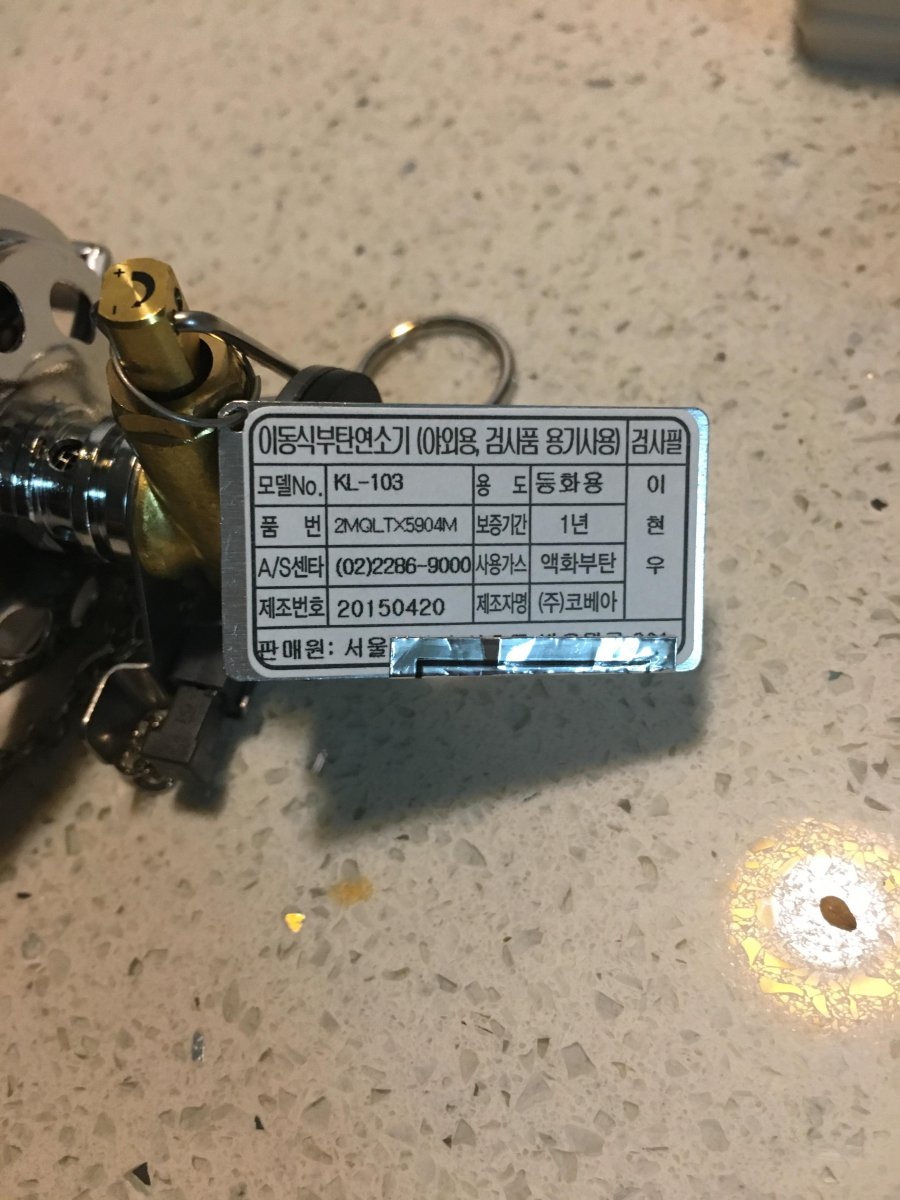 이동식부탄연소기 (야외용, 검사품 용기사용) 검사필
모델No. KL-103 용 도 등화용
품 번 2MQLTX5904M 보증기간 1년
A/S센타 (02)2286-9000 사용가스 액화부탄
제조번호 20150420 제조자명 (주)코베아
이현우
판매원: 서울
+
-